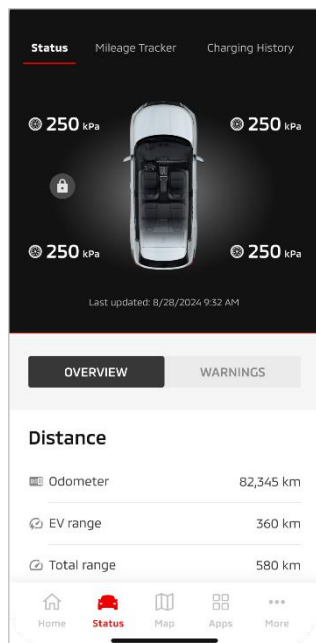 Status Mileage Tracker Charging History
250 kPa 250 kPa
250 kPa 250 kPa
Last updated: 8/28/2024 9:32 AM
OVERVIEW WARNINGS
Distance
Odometer 82,345 km
EV range 360 km
Total range 580 km
Home Status Map Apps More